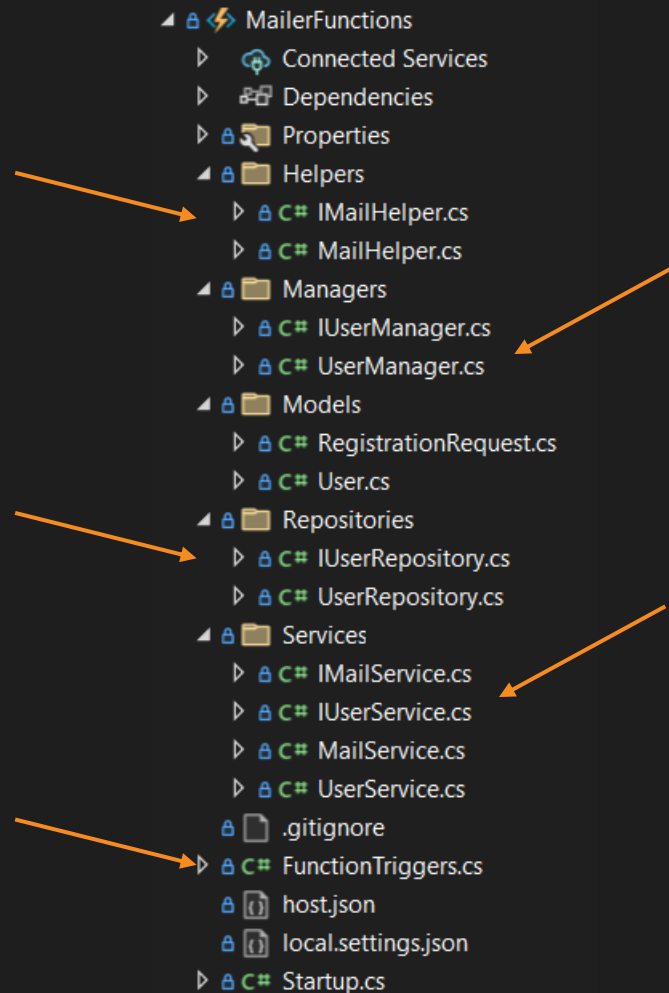 MailerFunctions
Connected Services
Dependencies
Properties
Helpers
C# IMailHelper.cs
C# MailHelper.cs
Managers
C# IUserManager.cs
C# UserManager.cs
Models
C# RegistrationRequest.cs
C# User.cs
Repositories
C# IUserRepository.cs
C# UserRepository.cs
Services
C# IMailService.cs
C# IUserService.cs
C# MailService.cs
C# UserService.cs
.gitignore
C# FunctionTriggers.cs
host.json
local.settings.json
C# Startup.cs